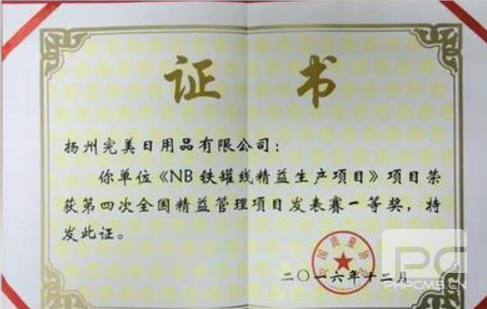 证书
扬州完美日用品有限公司：
你单位《NB铁罐线精益生产项目》项目荣
获第四次全国精益管理项目发表赛一等奖，特
发此证。
二〇一六年十二月
PHPCMS.CN